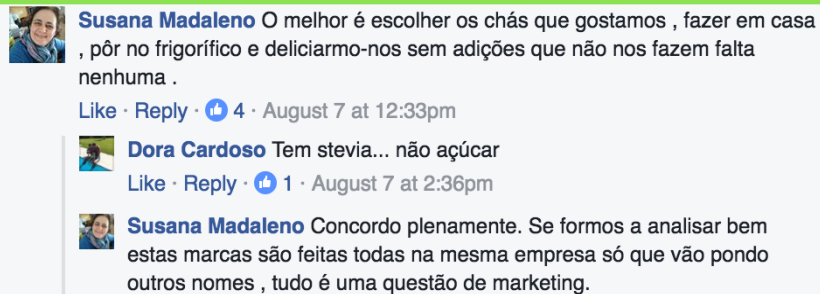 Susana Madaleno O melhor é escolher os chás que gostamos , fazer em casa
, pôr no frigorífico e deliciarmo-nos sem adições que não nos fazem falta
nenhuma .
Like · Reply · 4 · August 7 at 12:33pm
Dora Cardoso Tem stevia... não açúcar
Like · Reply · 1 · August 7 at 2:36pm
Susana Madaleno Concordo plenamente. Se formos a analisar bem
estas marcas são feitas todas na mesma empresa só que vão pondo
outros nomes , tudo é uma questão de marketing.